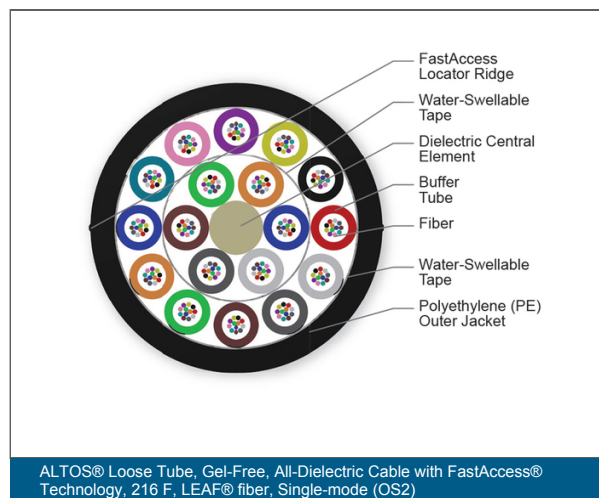 FastAccess
Locator Ridge
Water-Swellable
Tape
Dielectric Central
Element
Buffer
Tube
Fiber
Water-Swellable
Tape
Polyethylene (PE)
Outer Jacket
ALTOS® Loose Tube, Gel-Free, All-Dielectric Cable with FastAccess®
Technology, 216 F, LEAF® fiber, Single-mode (OS2)